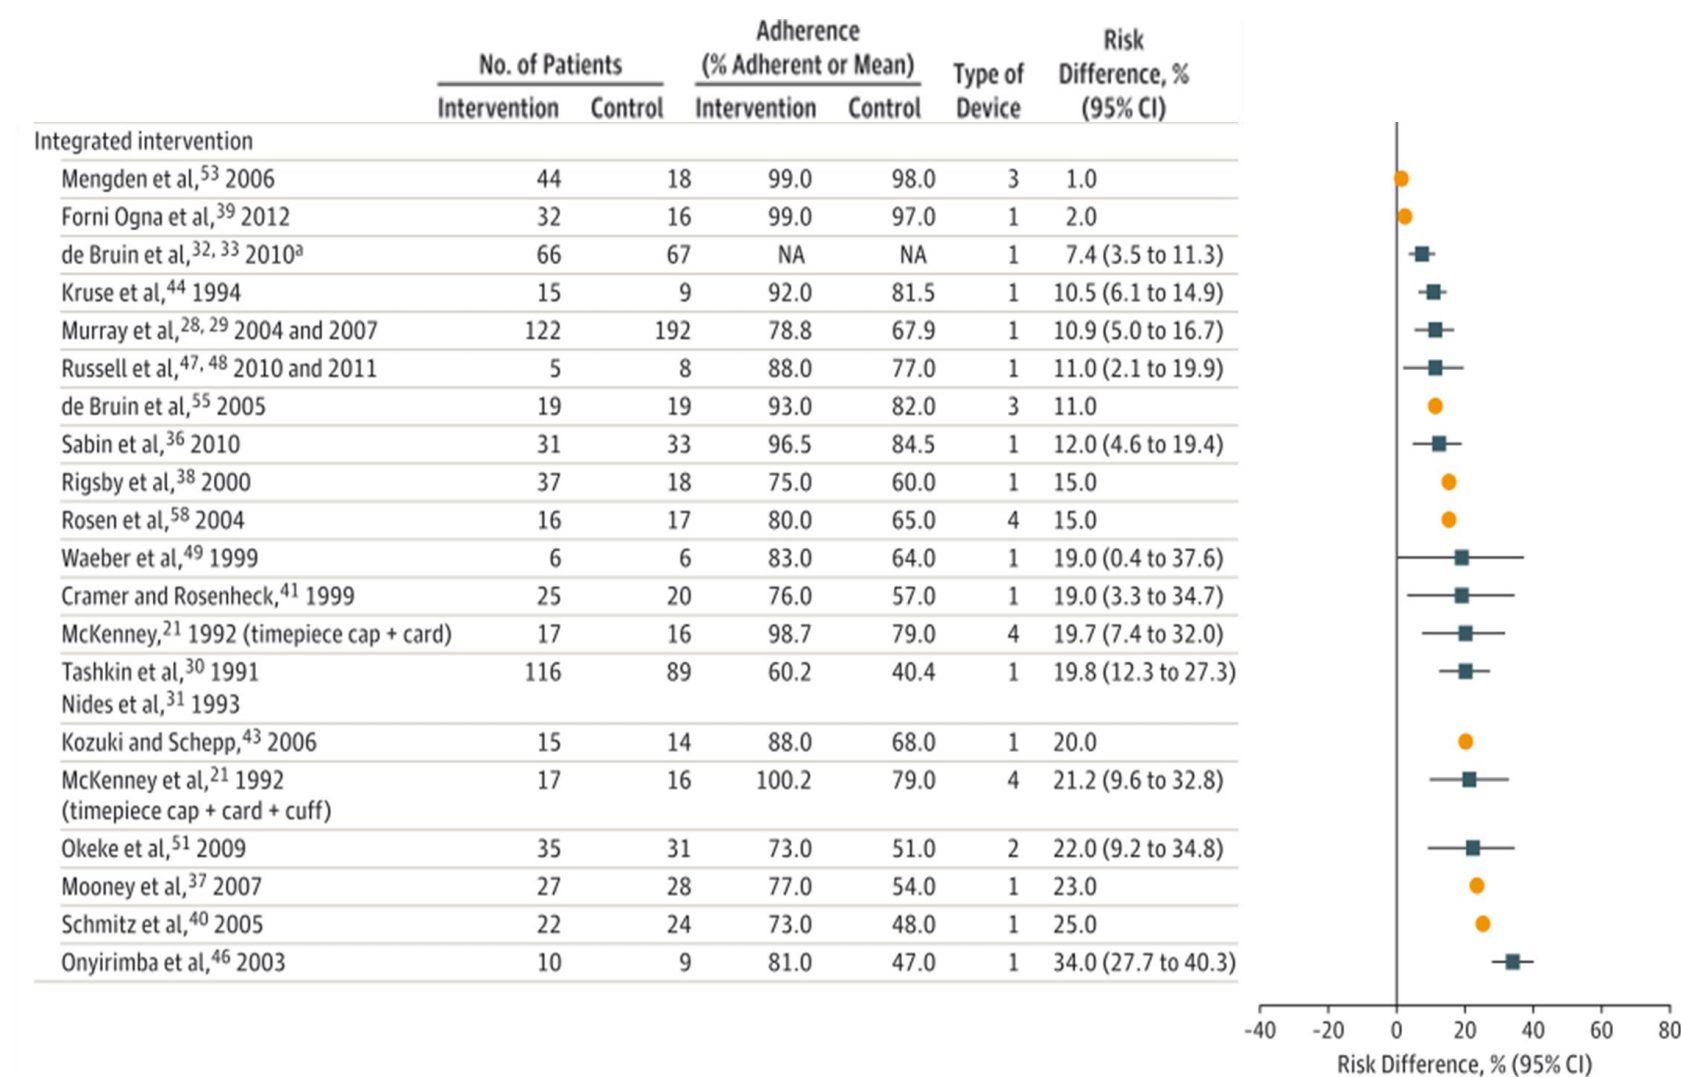 Adherence
Risk
No. of Patients (% Adherent or Mean) Type of Difference, %
Intervention Control Intervention Control Device (95% CI)
Integrated intervention
Mengden et al,53 2006 44 18 99.0 98.0 3 1.0
Forni Ogna et al,39 2012 32 16 99.0 97.0 1 2.0
de Bruin et al,32, 33 2010a 66 67 NA NA 1 7.4 (3.5 to 11.3)
Kruse et al,44 1994 15 9 92.0 81.5 1 10.5 (6.1 to 14.9)
Murray et al,28, 29 2004 and 2007 122 192 78.8 67.9 1 10.9 (5.0 to 16.7)
Russell et al,47, 48 2010 and 2011 5 8 88.0 77.0 1 11.0 (2.1 to 19.9)
de Bruin et al,55 2005 19 19 93.0 82.0 3 11.0
Sabin et al,36 2010 31 33 96.5 84.5 1 12.0 (4.6 to 19.4)
Rigsby et al,38 2000 37 18 75.0 60.0 1 15.0
Rosen et al,58 2004 16 17 80.0 65.0 4 15.0
Waeber et al,49 1999 6 6 83.0 64.0 1 19.0 (0.4 to 37.6)
Cramer and Rosenheck,41 1999 25 20 76.0 57.0 1 19.0 (3.3 to 34.7)
McKenney,21 1992 (timepiece cap + card) 17 16 98.7 79.0 4 19.7 (7.4 to 32.0)
Tashkin et al,30 1991 116 89 60.2 40.4 1 19.8 (12.3 to 27.3)
Nides et al,31 1993
Kozuki and Schepp,43 2006 15 14 88.0 68.0 1 20.0
McKenney et al,21 1992 17 16 100.2 79.0 4 21.2 (9.6 to 32.8)
(timepiece cap + card + cuff)
Okeke et al,51 2009 35 31 73.0 51.0 2 22.0 (9.2 to 34.8)
Mooney et al,37 2007 27 28 77.0 54.0 1 23.0
Schmitz et al,40 2005 22 24 73.0 48.0 1 25.0
Onyirimba et al,46 2003 10 9 81.0 47.0 1 34.0 (27.7 to 40.3)
-40 -20 0 20 40 60 80
Risk Difference, % (95% CI)